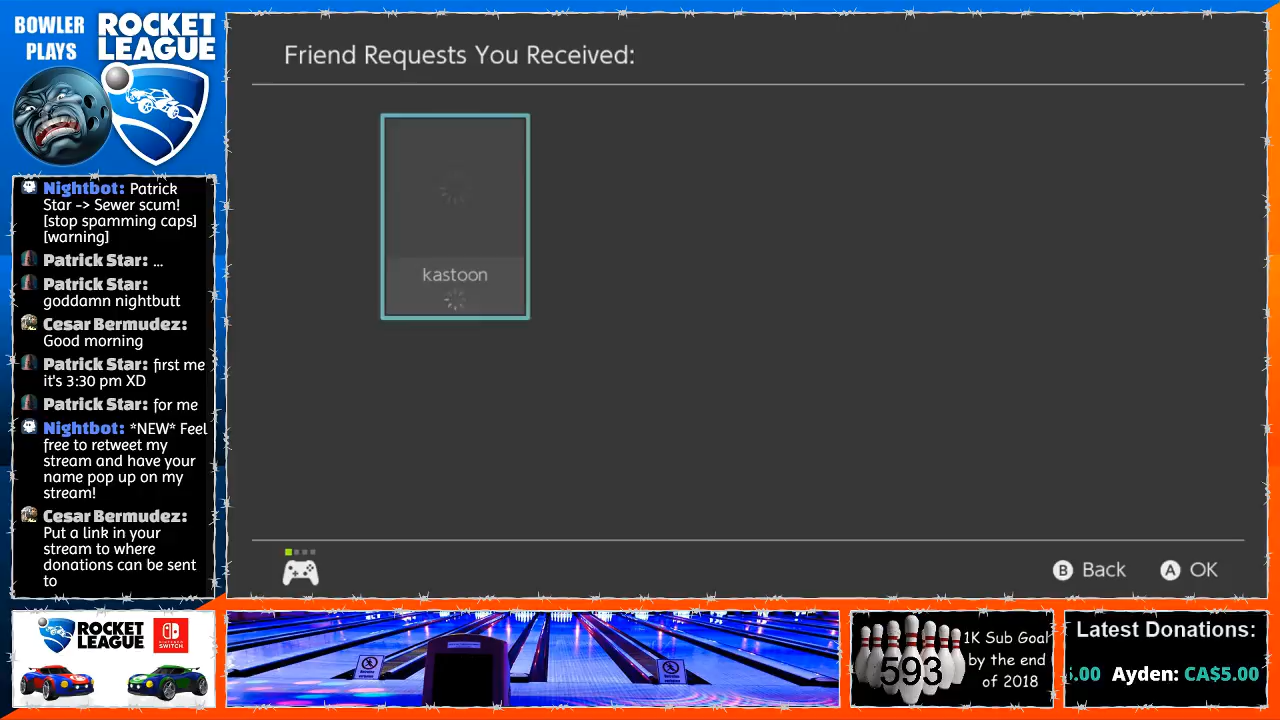 BOWLER
PLAYS
ROCKET
LEAGUE
Friend Requests You Received:
kastoon
Nightbot: Patrick
Star -> Sewer scum!
[stop spamming caps]
[warning]
Patrick Star: ...
Patrick Star:
goddamn nightbutt
Cesar Bermudez:
Good morning
Patrick Star: first me
it's 3:30 pm XD
Patrick Star: for me
Nightbot: *NEW* Feel
free to retweet my
stream and have your
name pop up on my
stream!
Cesar Bermudez:
Put a link in your
stream to where
donations can be sent
to
B Back
A OK
ROCKET
LEAGUE
NINTENDO
SWITCH
593
1K Sub Goal
by the end
of 2018
Latest Donations:
5.00 Ayden: CA$5.00